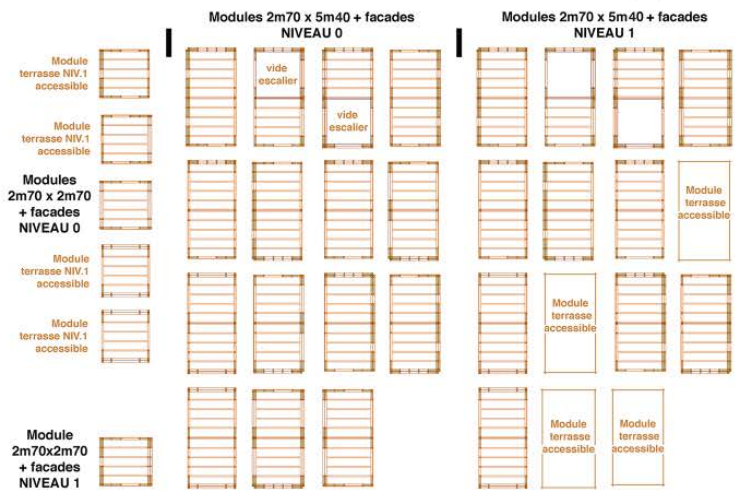 Modules 2m70 x 5m40 + facades
NIVEAU 0
Modules 2m70 x 5m40 + facades
NIVEAU 1
Module
terrasse NIV.1
accessible
vide
escalier
vide
escalier
Module
terrasse NIV.1
accessible
Modules
2m70 x 2m70
+ facades
NIVEAU 0
Module
terrasse
accessible
Module
terrasse NIV.1
accessible
Module
terrasse NIV.1
accessible
Module
terrasse
accessible
Module
2m70x2m70
+ facades
NIVEAU 1
Module
terrasse
accessible
Module
terrasse
accessible